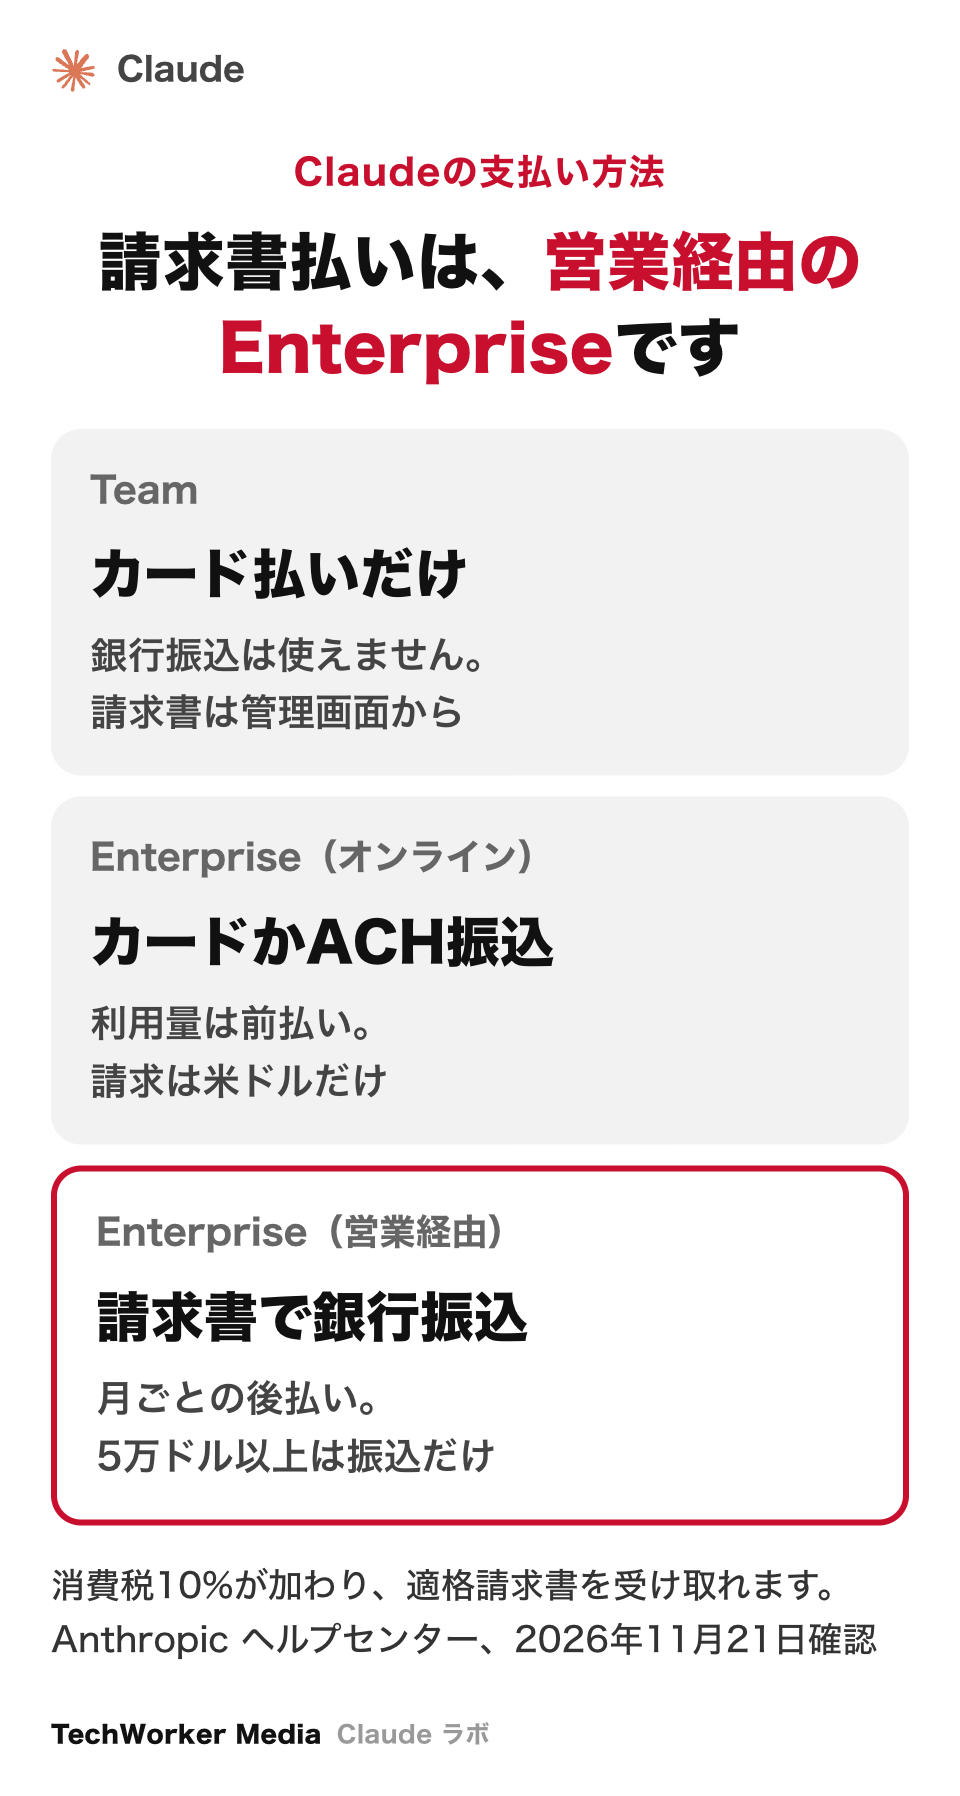 Claude
Claudeの支払い方法
請求書払いは、営業経由の
Enterpriseです
Team
カード払いだけ
銀行振込は使えません。
請求書は管理画面から
Enterprise（オンライン）
カードかACH振込
利用量は前払い。
請求は米ドルだけ
Enterprise（営業経由）
請求書で銀行振込
月ごとの後払い。
5万ドル以上は振込だけ
消費税10%が加わり、適格請求書を受け取れます。
Anthropic ヘルプセンター、2026年11月21日確認
TechWorker Media Claude ラボ